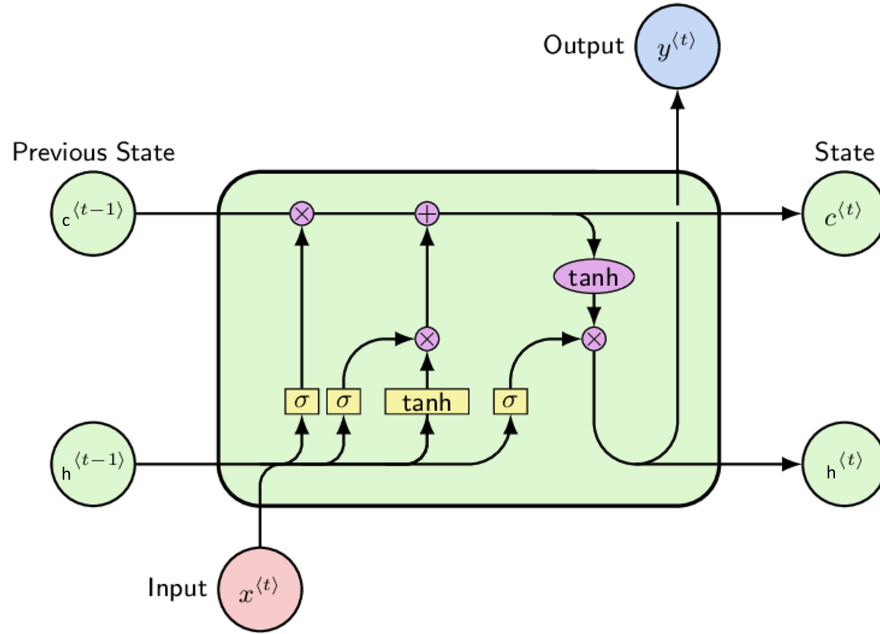 Output y⟨t⟩
Previous State
State
c⟨t−1⟩
× +
c⟨t⟩
tanh
× ×
σ σ tanh σ
h⟨t−1⟩
h⟨t⟩
Input x⟨t⟩